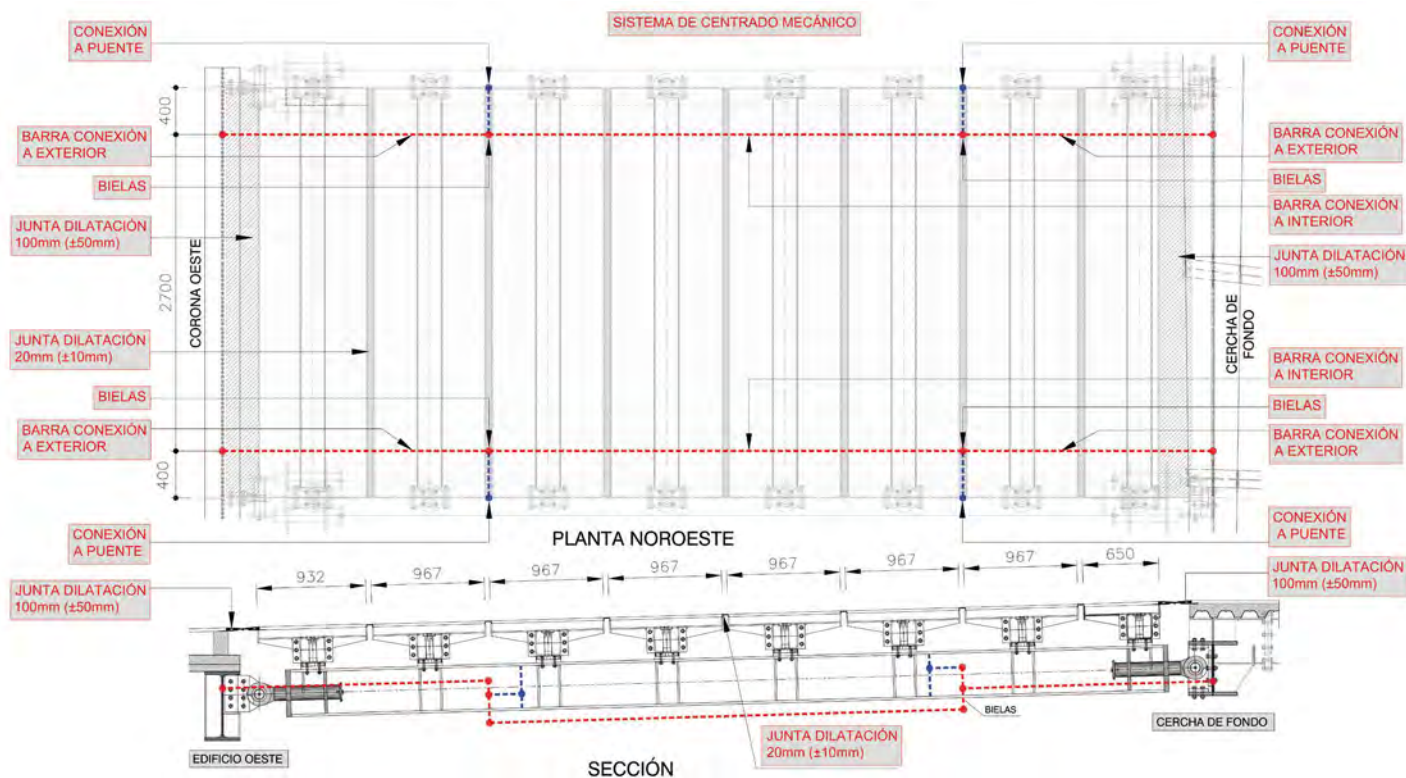 SISTEMA DE CENTRADO MECÁNICO
CONEXIÓN
A PUENTE
CONEXIÓN
A PUENTE
400
BARRA CONEXIÓN
A EXTERIOR
BARRA CONEXIÓN
A EXTERIOR
BIELAS
BIELAS
BARRA CONEXIÓN
A INTERIOR
JUNTA DILATACIÓN
100mm (±50mm)
JUNTA DILATACIÓN
100mm (±50mm)
CORONA OESTE
2700
CERCHA DE
FONDO
JUNTA DILATACIÓN
20mm (±10mm)
BARRA CONEXIÓN
A INTERIOR
BIELAS
BIELAS
BARRA CONEXIÓN
A EXTERIOR
BARRA CONEXIÓN
A EXTERIOR
400
CONEXIÓN
A PUENTE
CONEXIÓN
A PUENTE
PLANTA NOROESTE
932 967 967 967 967 967 967 650
JUNTA DILATACIÓN
100mm (±50mm)
JUNTA DILATACIÓN
100mm (±50mm)
BIELAS
EDIFICIO OESTE
CERCHA DE FONDO
JUNTA DILATACIÓN
20mm (±10mm)
SECCIÓN